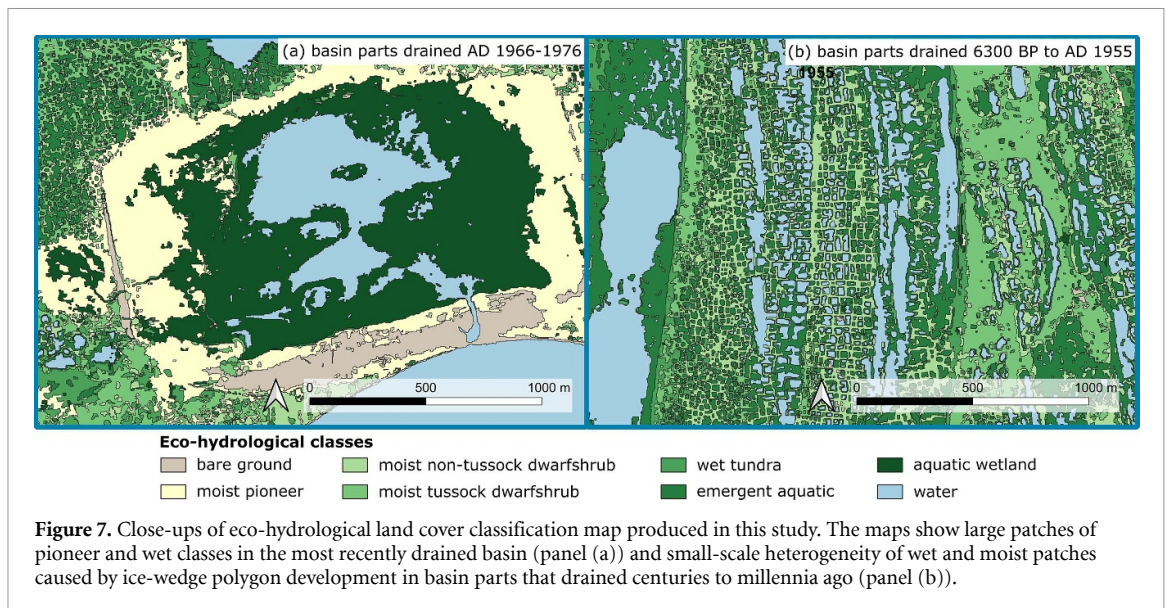 (a) basin parts drained AD 1966-1976
(b) basin parts drained 6300 BP to AD 1955
1955
0 500 1000 m
0 500 1000 m
Eco-hydrological classes
bare ground
moist non-tussock dwarfshrub
wet tundra
aquatic wetland
moist pioneer
moist tussock dwarfshrub
emergent aquatic
water
Figure 7. Close-ups of eco-hydrological land cover classification map produced in this study. The maps show large patches of
pioneer and wet classes in the most recently drained basin (panel (a)) and small-scale heterogeneity of wet and moist patches
caused by ice-wedge polygon development in basin parts that drained centuries to millennia ago (panel (b)).